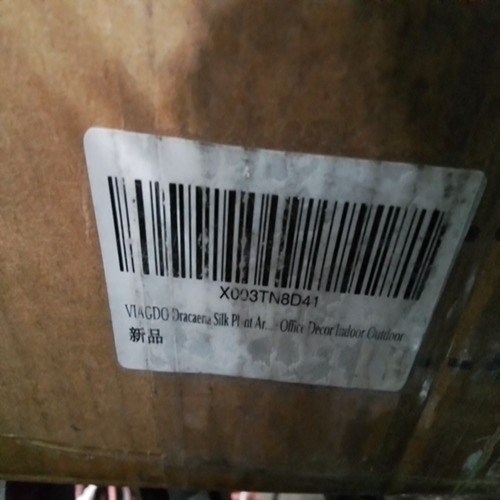 X003TN8D41
VIAGDO Dracaena Silk Plant Ar... Office Decor Indoor Outdoor
新品